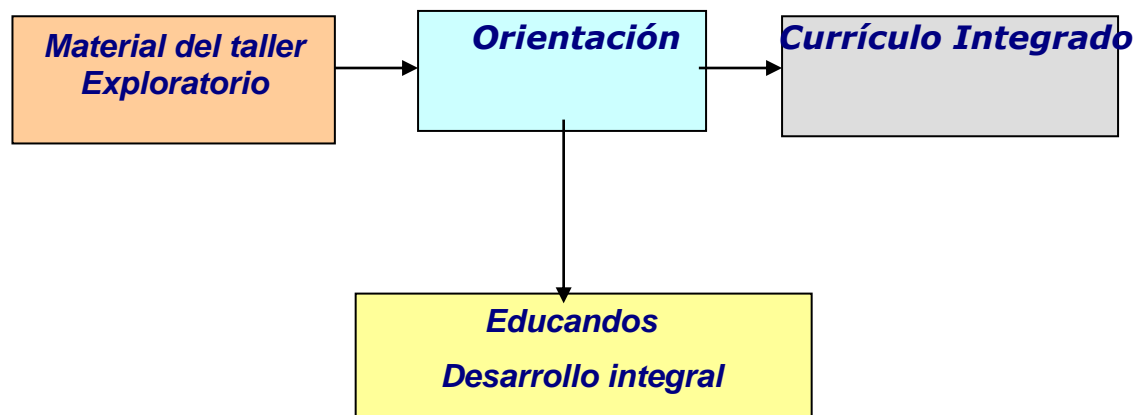 Material del taller
Exploratorio
Orientación
Currículo Integrado
Educandos
Desarrollo integral